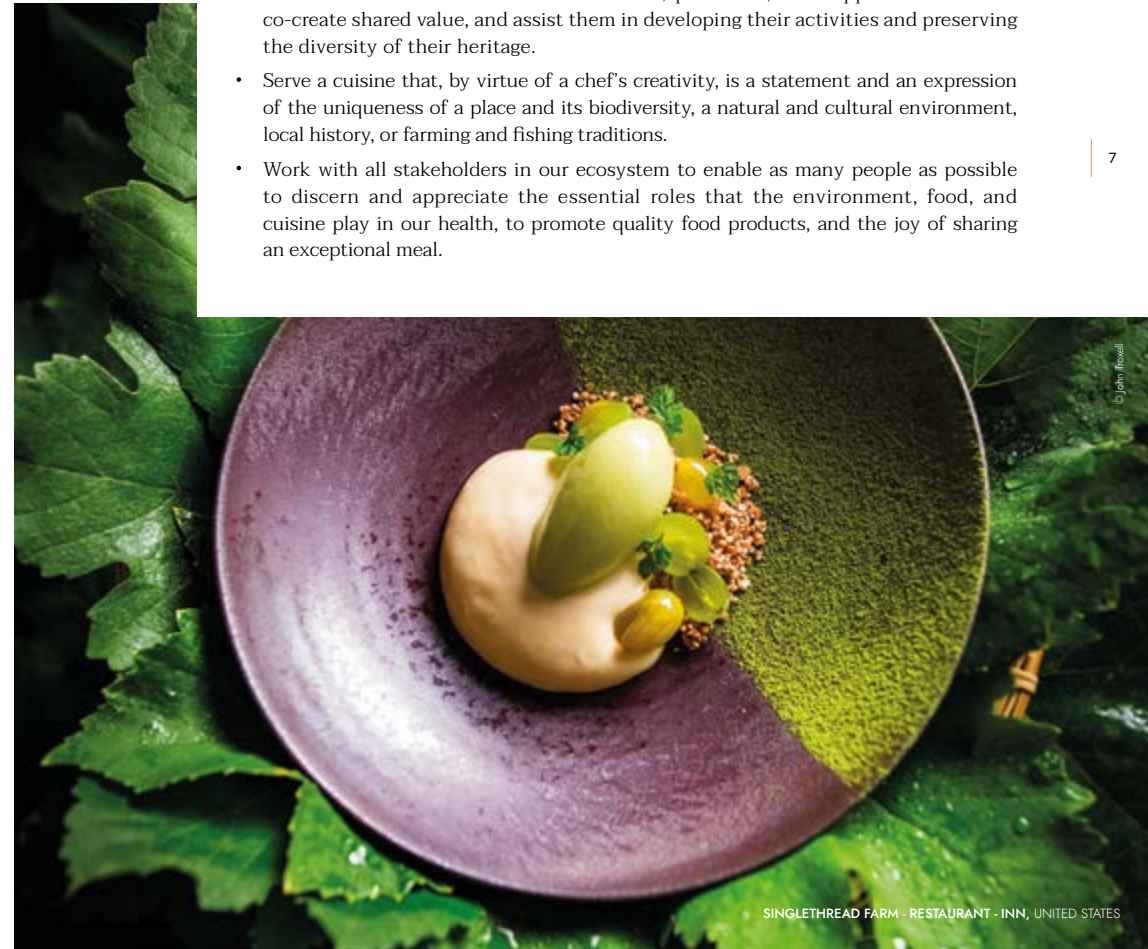 co-create shared value, and assist them in developing their activities and preserving
the diversity of their heritage.
• Serve a cuisine that, by virtue of a chef’s creativity, is a statement and an expression
of the uniqueness of a place and its biodiversity, a natural and cultural environment,
local history, or farming and fishing traditions.
• Work with all stakeholders in our ecosystem to enable as many people as possible
to discern and appreciate the essential roles that the environment, food, and
cuisine play in our health, to promote quality food products, and the joy of sharing
an exceptional meal.
7
© John Troxell
SINGLETHREAD FARM - RESTAURANT - INN, UNITED STATES